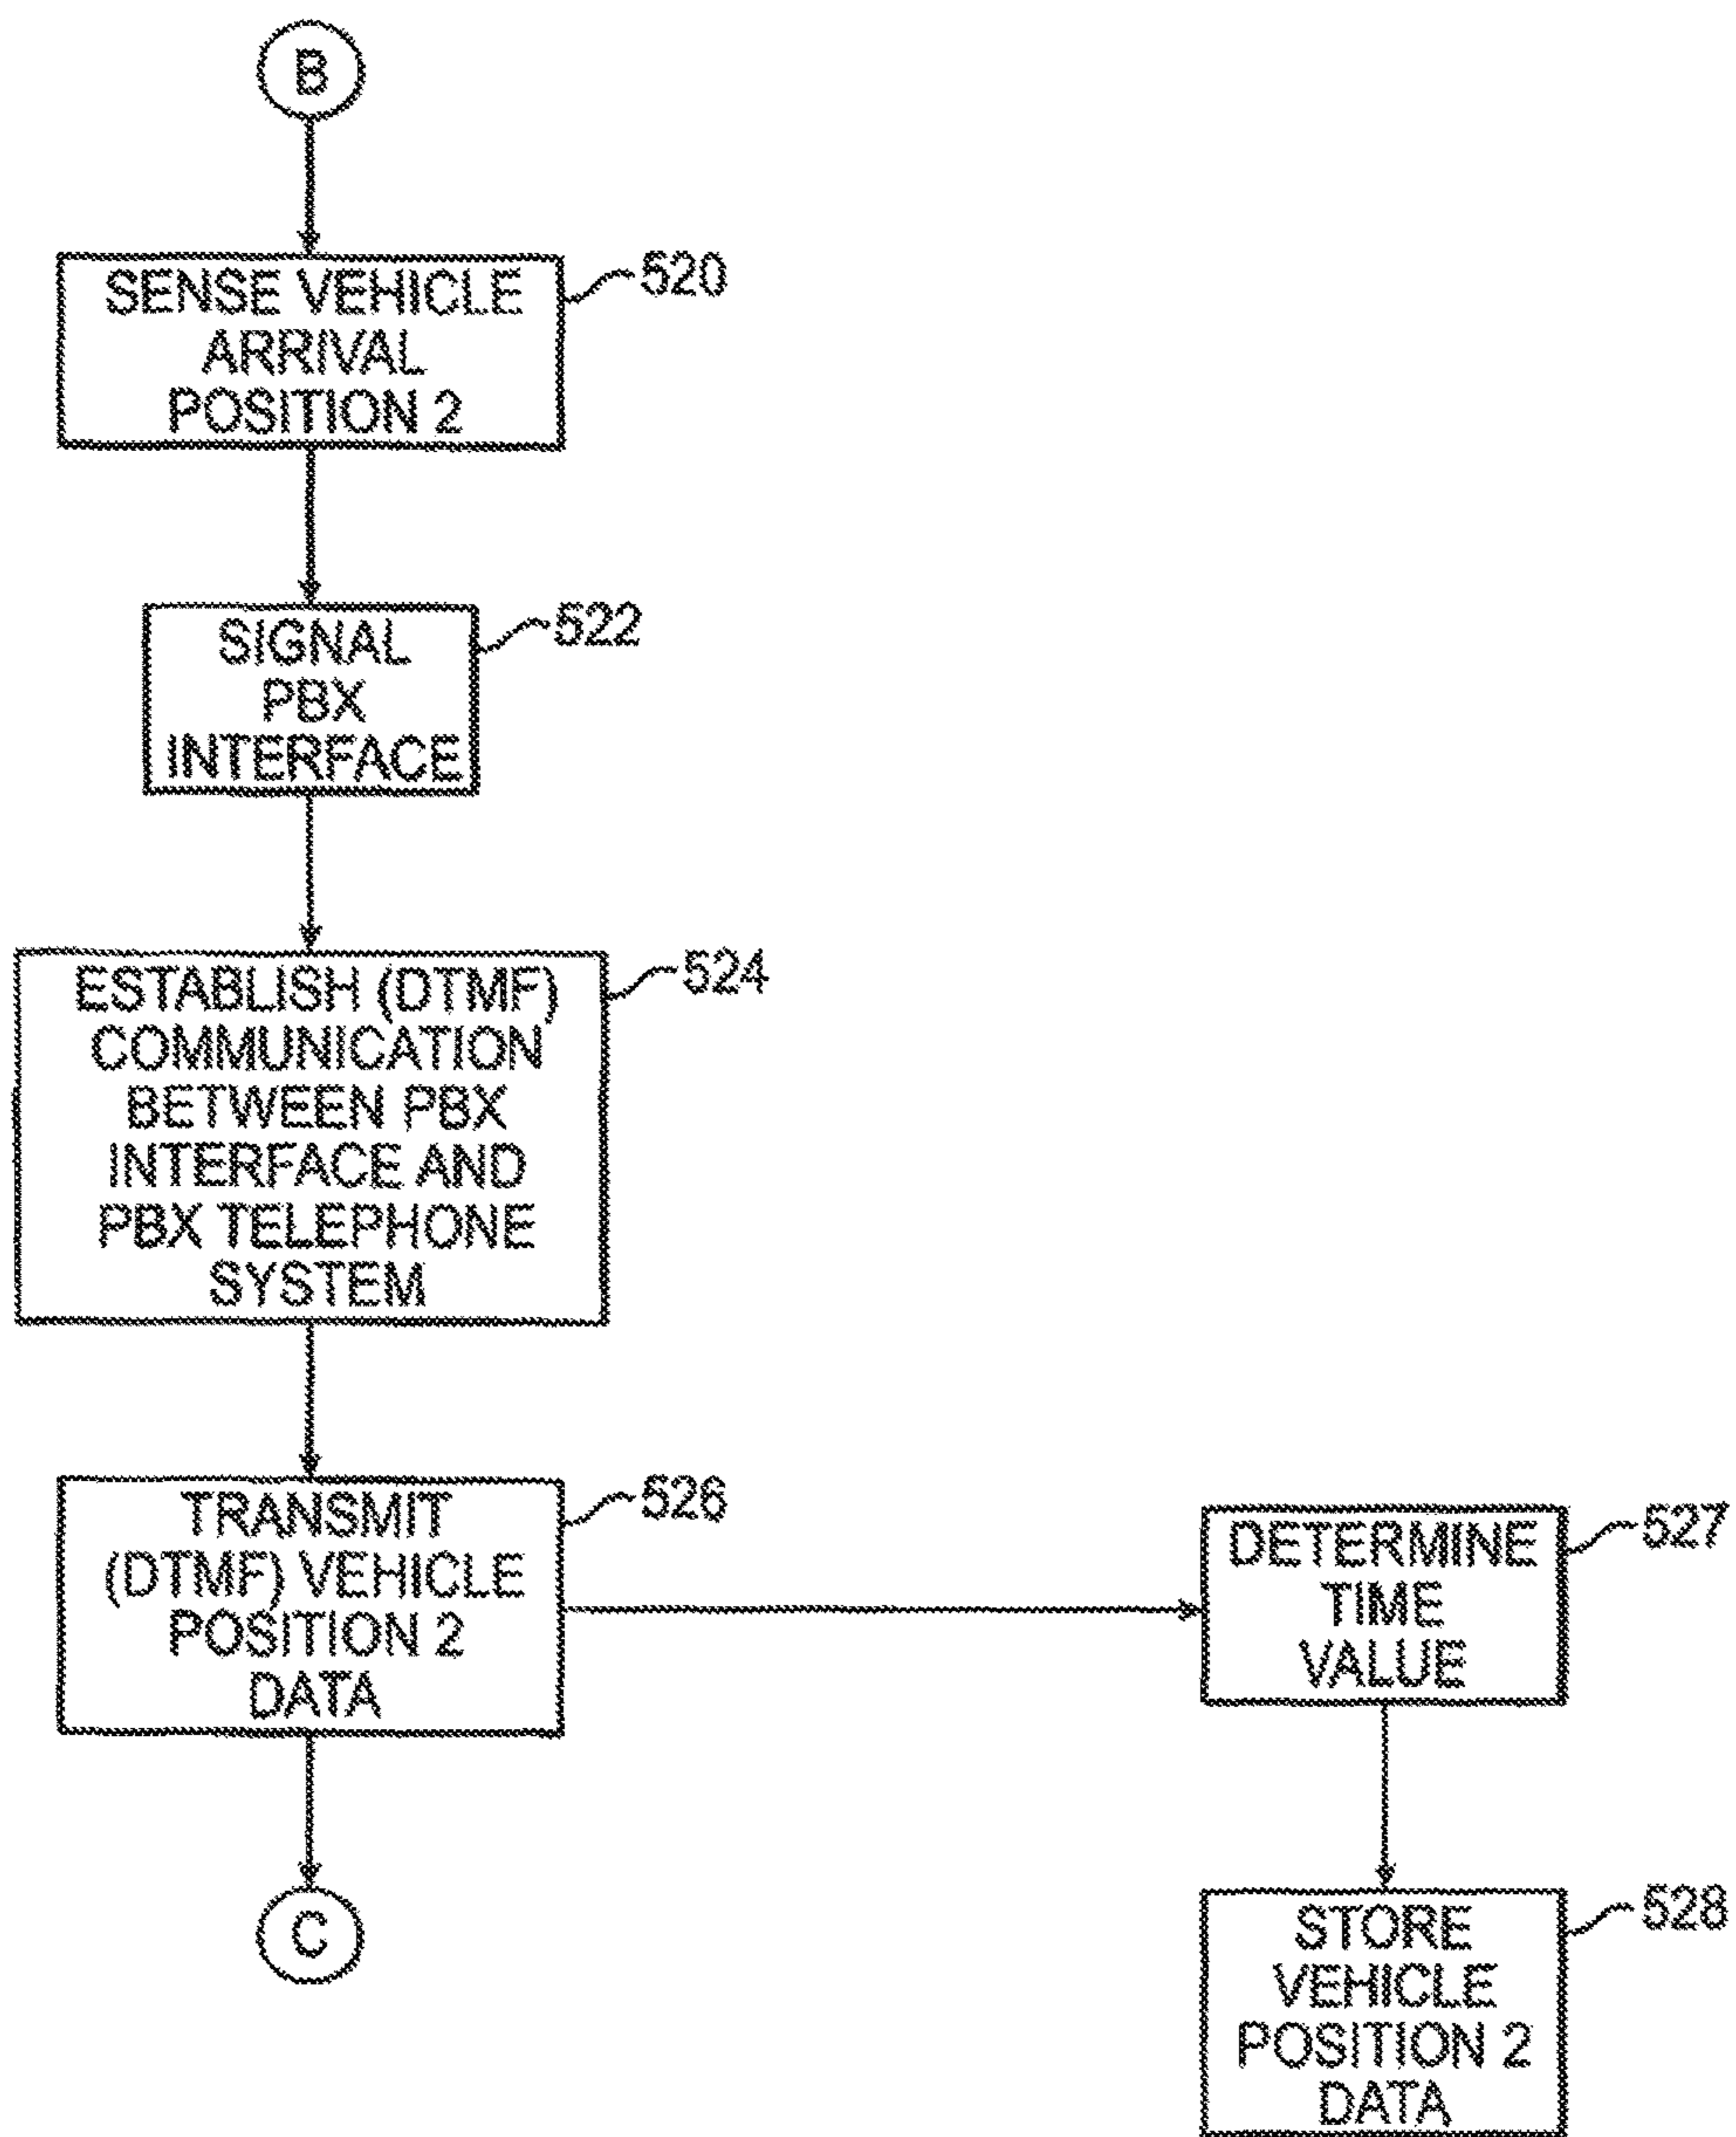 B
SENSE VEHICLE
ARRIVAL
POSITION 2
520
SIGNAL
PBX
INTERFACE
522
ESTABLISH (DTMF)
COMMUNICATION
BETWEEN PBX
INTERFACE AND
PBX TELEPHONE
SYSTEM
524
TRANSMIT
(DTMF) VEHICLE
POSITION 2
DATA
526
DETERMINE
TIME
VALUE
527
C
STORE
VEHICLE
POSITION 2
DATA
528